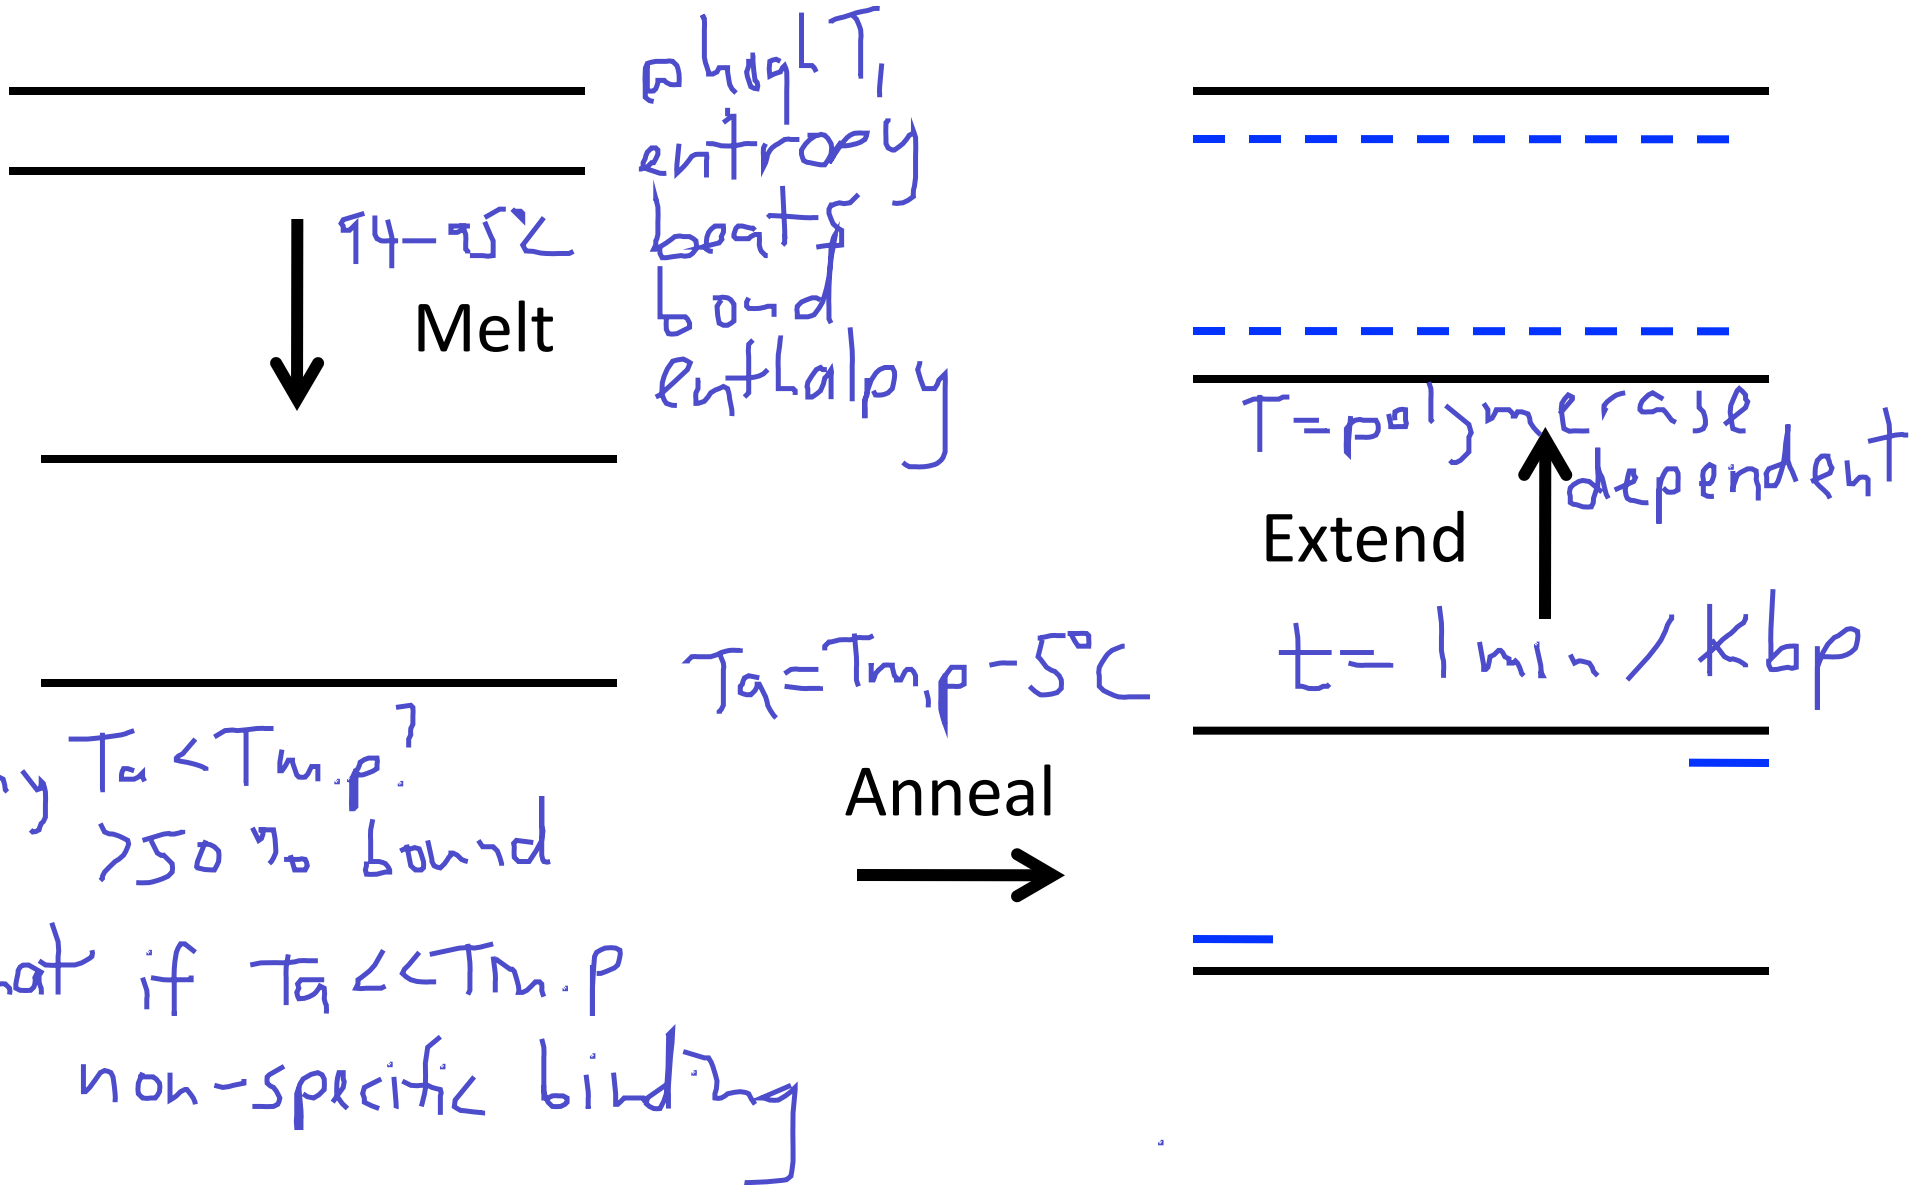 94-95°C
Melt
@ high T,
entropy
beats
bond
enthalpy
Ta < Tm.p.?
>50% bound
if Ta << Tm.p
non-specific binding
Ta = Tm,p - 5°C
Anneal
T = polymerase
dependent
Extend
t = 1 min / Kbp